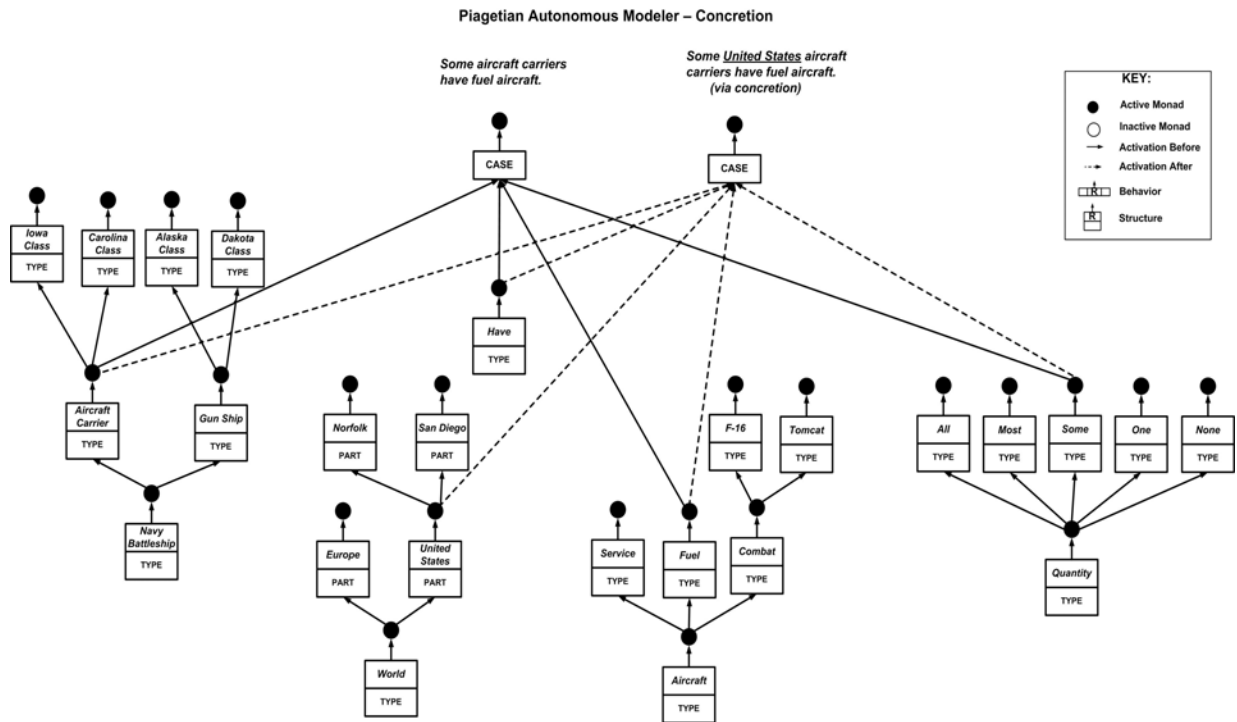 Piagetian Autonomous Modeler – Concretion
Some aircraft carriers
have fuel aircraft.
Some United States aircraft
carriers have fuel aircraft.
(via concretion)
KEY:
Active Monad
Inactive Monad
Activation Before
Activation After
R
Behavior
R
Structure
CASE
CASE
Iowa
Class
TYPE
Carolina
Class
TYPE
Alaska
Class
TYPE
Dakota
Class
TYPE
Have
TYPE
Aircraft
Carrier
TYPE
Gun Ship
TYPE
Norfolk
PART
San Diego
PART
F-16
TYPE
Tomcat
TYPE
All
TYPE
Most
TYPE
Some
TYPE
One
TYPE
None
TYPE
Navy
Battleship
TYPE
Europe
PART
United
States
PART
Service
TYPE
Fuel
TYPE
Combat
TYPE
Quantity
TYPE
World
TYPE
Aircraft
TYPE